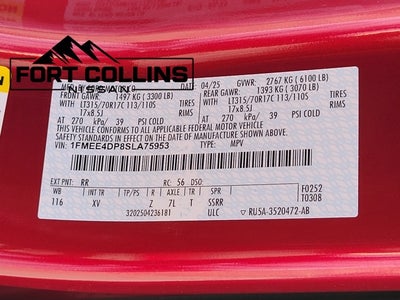 FORT COLLINS
NISSAN
04/25 GVWR: 2767 KG (6100 LB)
FRONT GAWR: 1497 KG (3300 LB) REAR GAWR: 1393 KG (3070 LB)
LT315/70R17C 113/110S TIRES LT315/70R17C 113/110S TIRES
17x8.5J RIMS 17x8.5J RIMS
AT 270 kPa/ 39 PSI COLD AT 270 kPa/ 39 PSI COLD
THIS VEHICLE CONFORMS TO ALL APPLICABLE FEDERAL MOTOR VEHICLE
SAFETY STANDARDS IN EFFECT ON THE
DATE OF MANUFACTURE SHOWN ABOVE.
VIN: 1FMEE4DP8SLA75953 TYPE: MPV
EXT PNT: RR RC: 56 DSO: F0252
WB INT TR TP/PS R AXLE TR SPR T0308
116 XV Z 7L T SSRR
3202504236181 ULC RU5A-3520472-AB